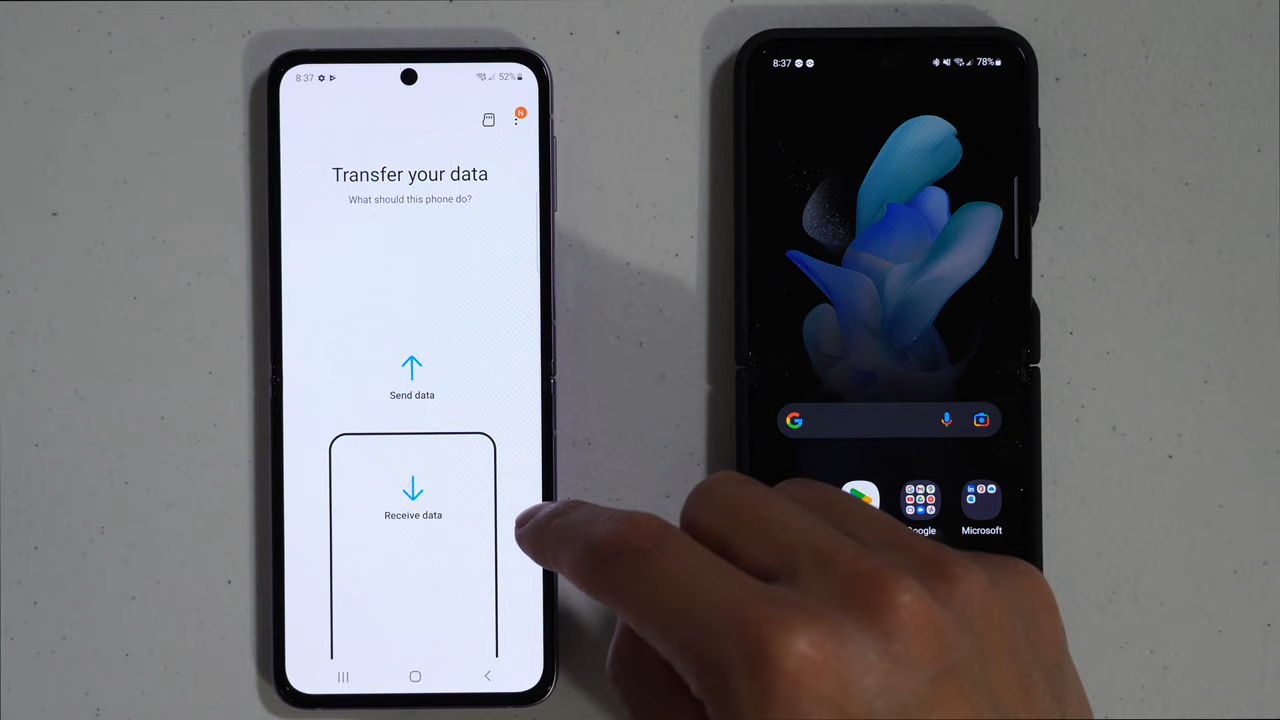 8:37
52%
N
Transfer your data
What should this phone do?
Send data
Receive data
8:37
78%
G
oogle
Microsoft